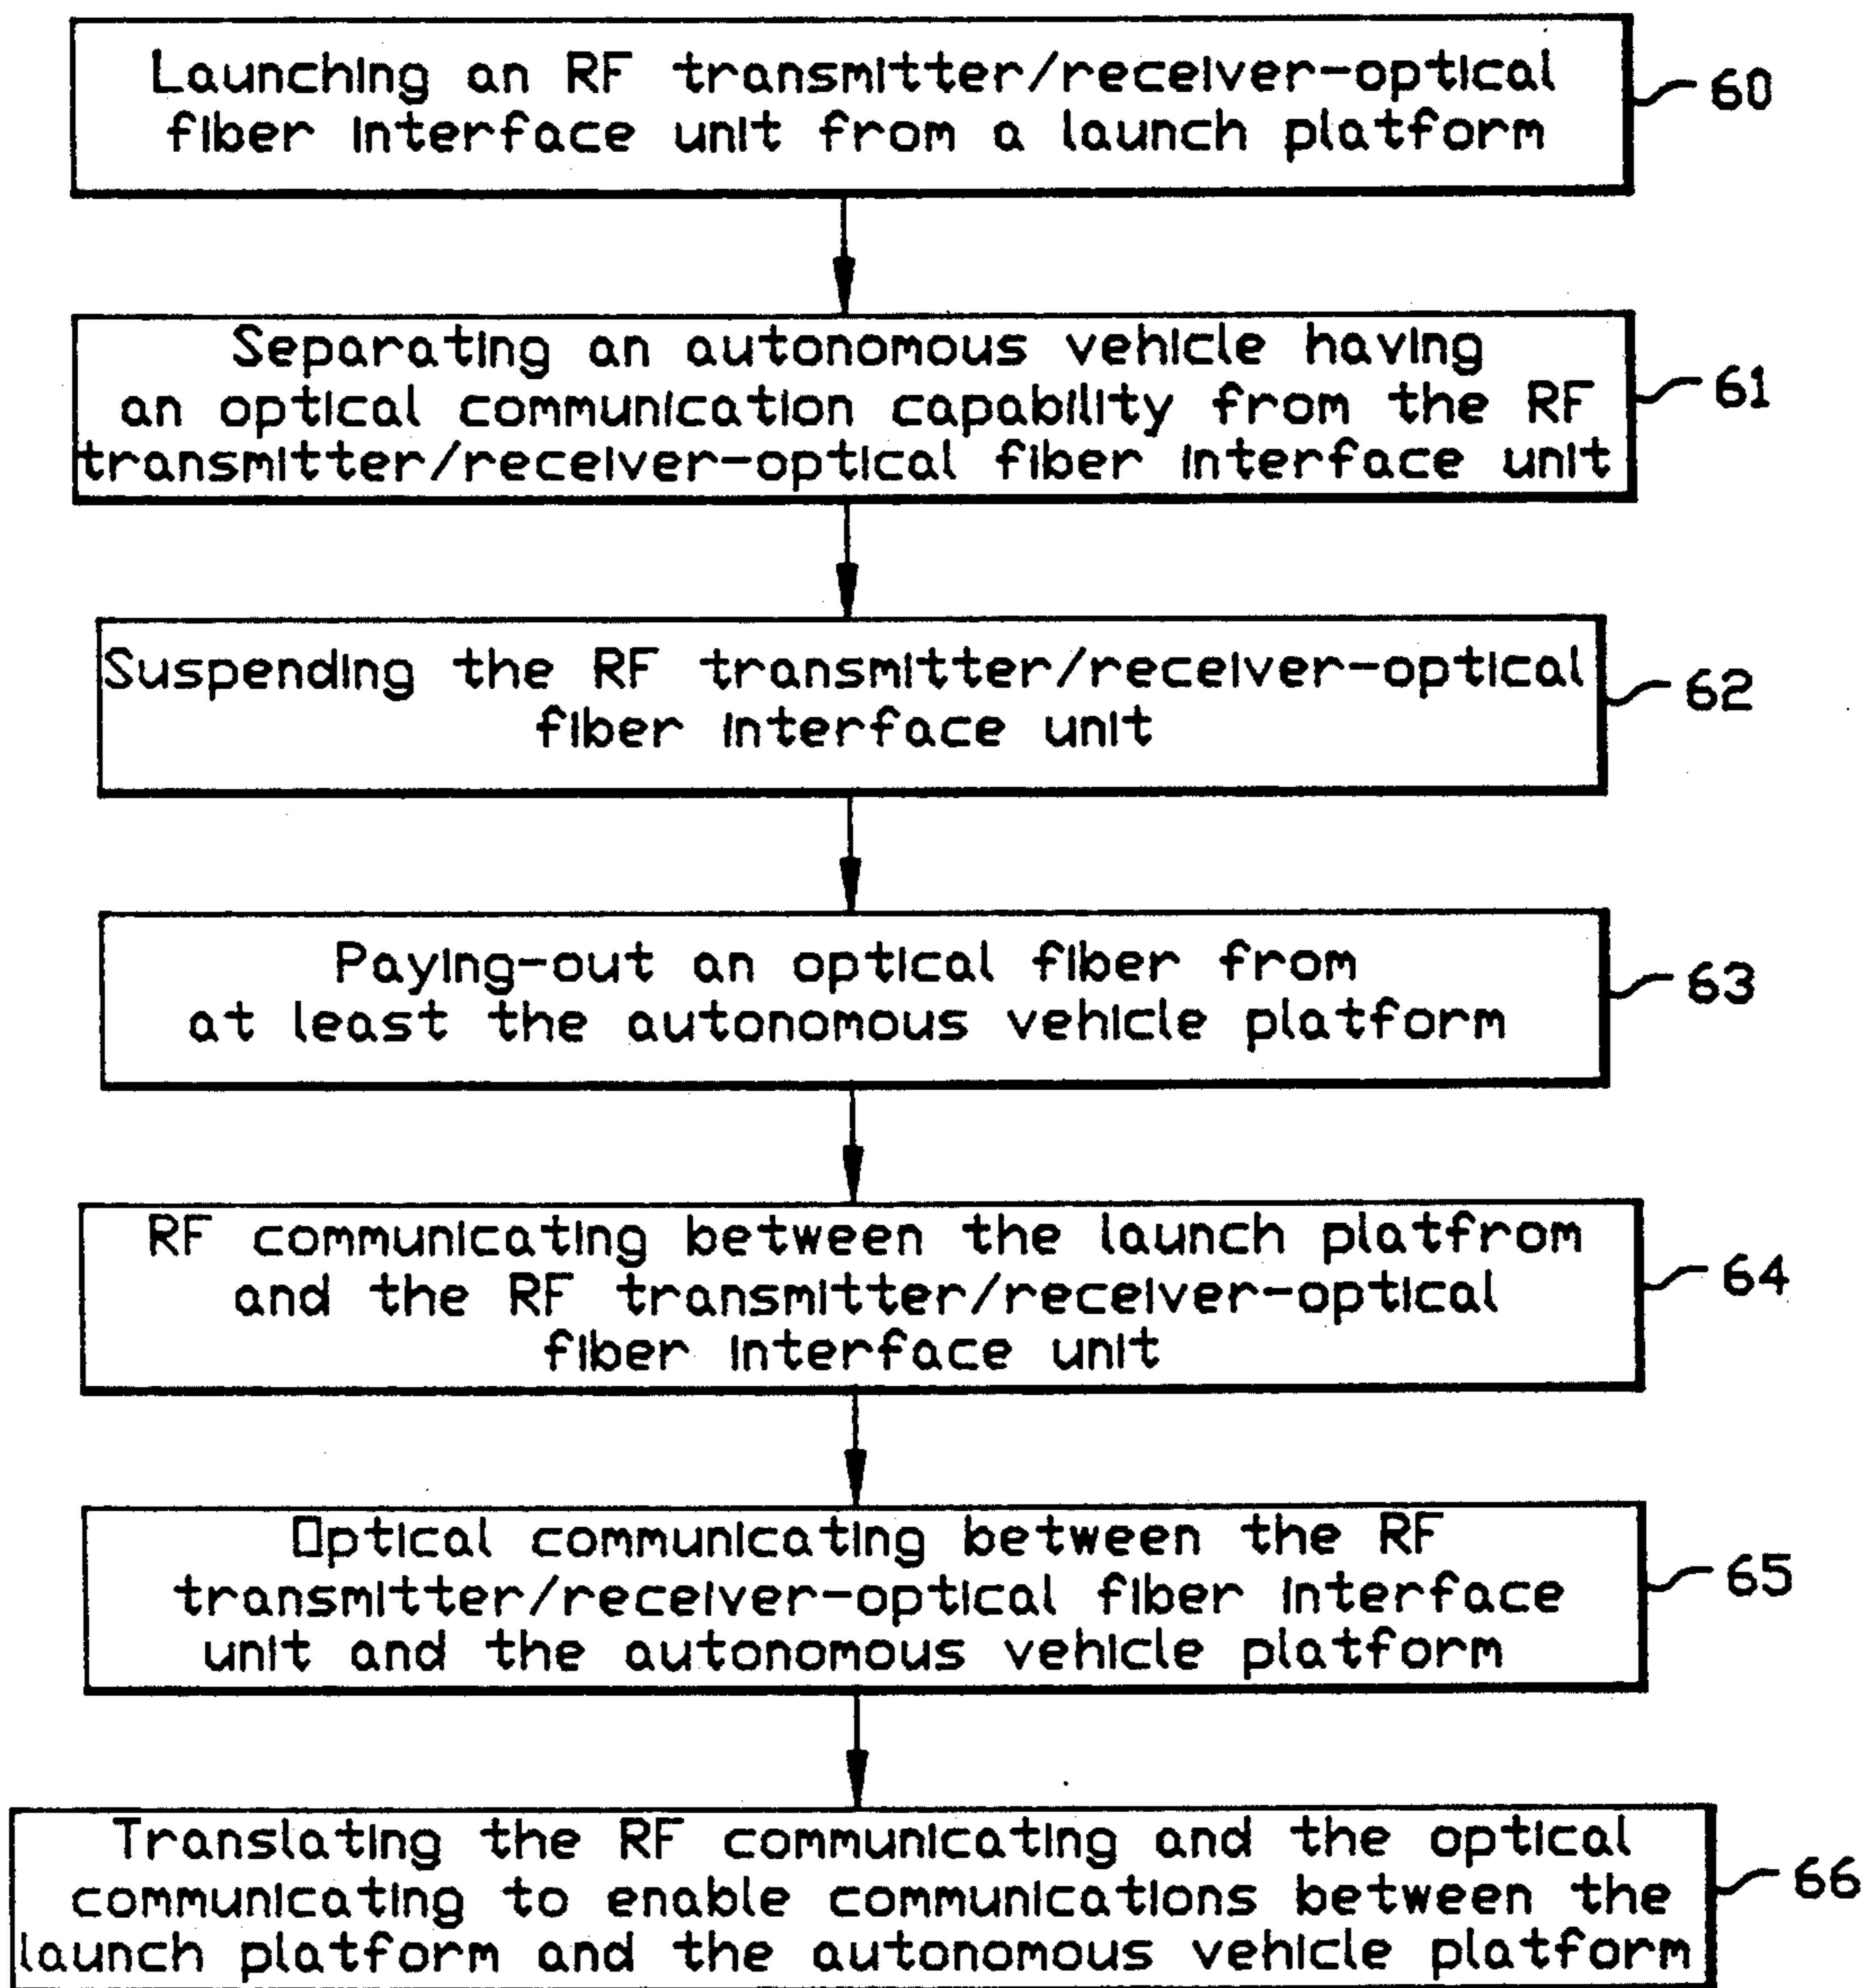 Launching an RF transmitter/receiver-optical
fiber interface unit from a launch platform
60
Separating an autonomous vehicle having
an optical communication capability from the RF
transmitter/receiver-optical fiber interface unit
61
Suspending the RF transmitter/receiver-optical
fiber interface unit
62
Paying-out an optical fiber from
at least the autonomous vehicle platform
63
RF communicating between the launch platfrom
and the RF transmitter/receiver-optical
fiber interface unit
64
Optical communicating between the RF
transmitter/receiver-optical fiber interface
unit and the autonomous vehicle platform
65
Translating the RF communicating and the optical
communicating to enable communications between the
launch platform and the autonomous vehicle platform
66